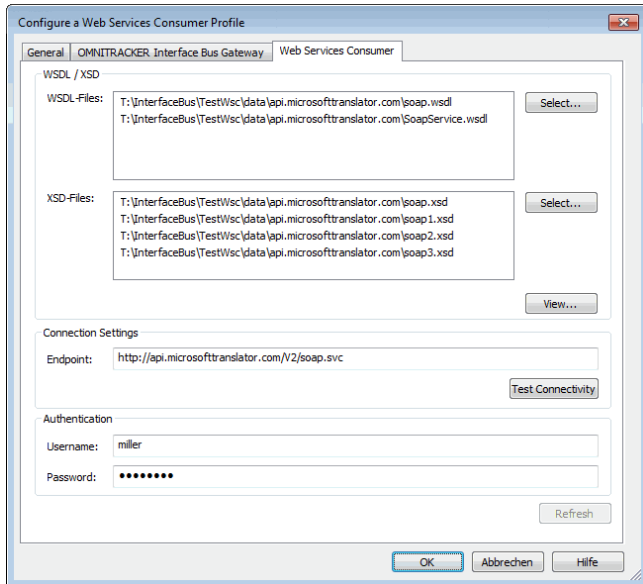 Configure a Web Services Consumer Profile
General
OMNITRACKER Interface Bus Gateway
Web Services Consumer
WSDL / XSD
WSDL-Files:
T:\InterfaceBus\TestWsc\data\api.microsofttranslator.com\soap.wsdl
T:\InterfaceBus\TestWsc\data\api.microsofttranslator.com\SoapService.wsdl
Select...
XSD-Files:
T:\InterfaceBus\TestWsc\data\api.microsofttranslator.com\soap.xsd
T:\InterfaceBus\TestWsc\data\api.microsofttranslator.com\soap1.xsd
T:\InterfaceBus\TestWsc\data\api.microsofttranslator.com\soap2.xsd
T:\InterfaceBus\TestWsc\data\api.microsofttranslator.com\soap3.xsd
Select...
View...
Connection Settings
Endpoint:
http://api.microsofttranslator.com/V2/soap.svc
Test Connectivity
Authentication
Username:
miller
Password:
●●●●●●●●
Refresh
OK
Abbrechen
Hilfe